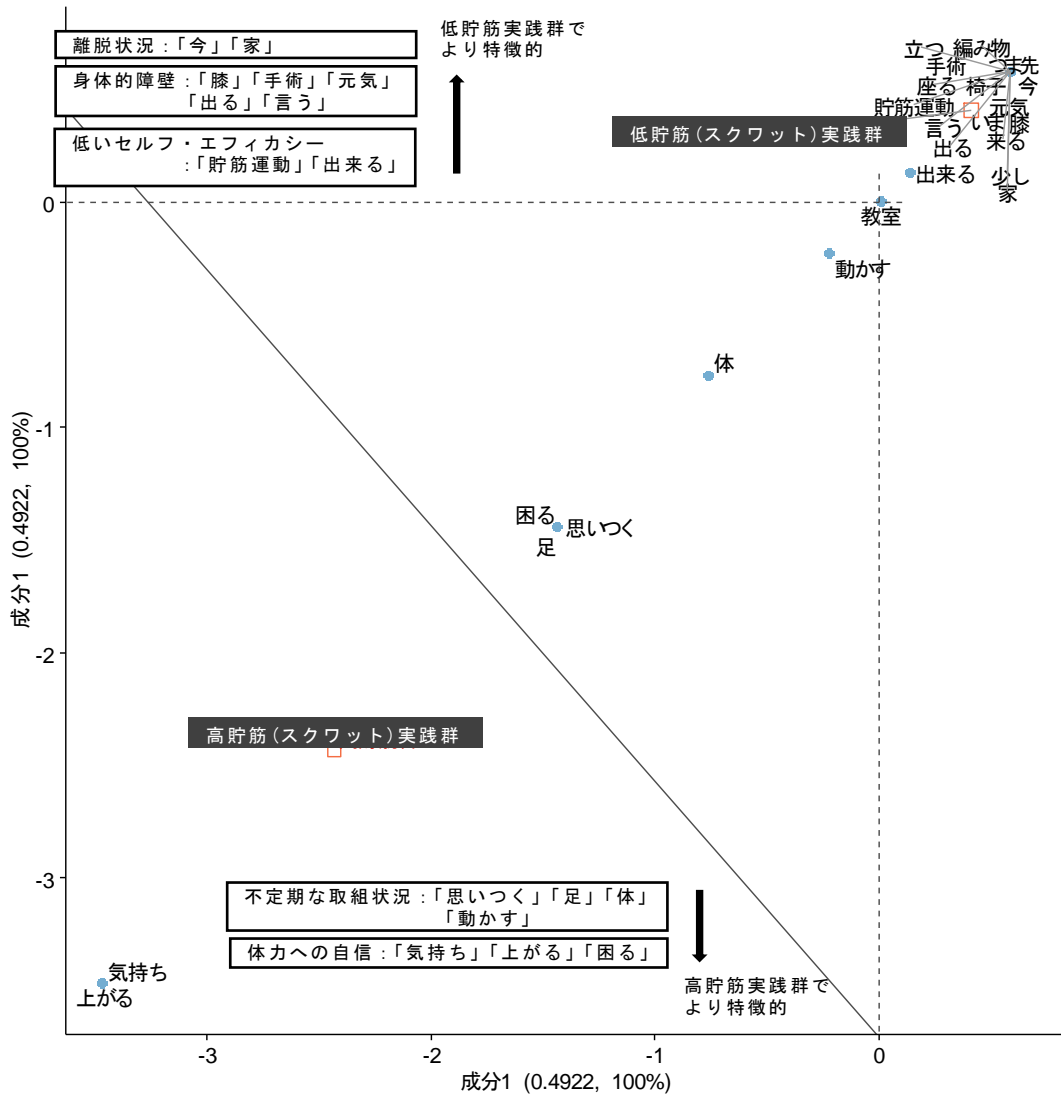 離脱状況:「今」「家」
身体的障壁:「膝」「手術」「元気」
「出る」「言う」
低いセルフ・エフィカシー
:「貯筋運動」「出来る」
低貯筋実践群で
より特徴的
立つ 編み物
手術 つま先
座る 椅子 今
貯筋運動 元気
言う いま 膝
出る 来る
低貯筋(スクワット)実践群
出来る 少し
家
教室
動かす
体
困る 思いつく
足
高貯筋(スクワット)実践群
不定期な取組状況:「思いつく」「足」「体」
「動かす」
体力への自信:「気持ち」「上がる」「困る」
高貯筋実践群で
より特徴的
気持ち
上がる
0
-1
-2
-3
成分1 (0.4922, 100%)
-3 -2 -1 0
成分1 (0.4922, 100%)